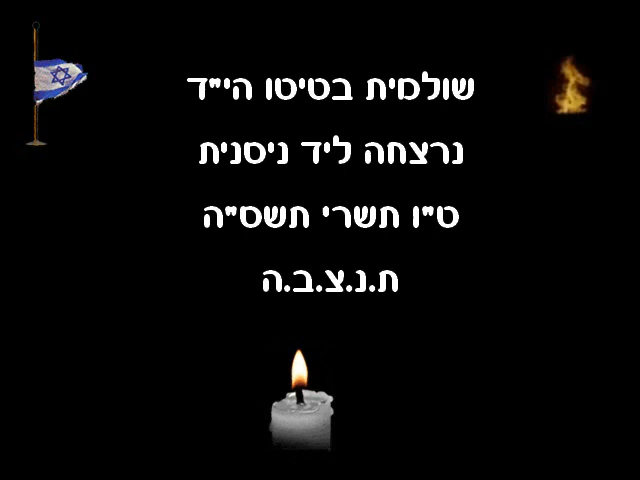 שולמית בטיטו הי"ד
נרצחה ליד ניסנית
ט"ו תשרי תשס"ה
ת.נ.צ.ב.ה